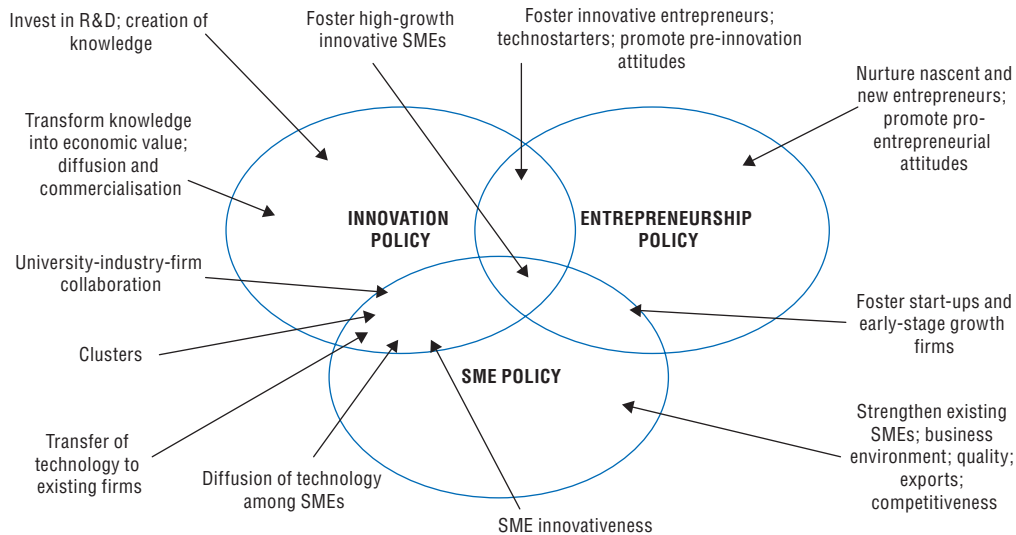 Invest in R&D; creation of
knowledge
Foster high-growth
innovative SMEs
Foster innovative entrepreneurs;
technostarters; promote pre-innovation
attitudes
Nurture nascent and
new entrepreneurs;
promote pro-
entrepreneurial
attitudes
Transform knowledge
into economic value;
diffusion and
commercialisation
INNOVATION
POLICY
ENTREPRENEURSHIP
POLICY
University-industry-firm
collaboration
Foster start-ups and
early-stage growth
firms
Clusters
SME POLICY
Strengthen existing
SMEs; business
environment; quality;
exports;
competitiveness
Transfer of
technology to
existing firms
Diffusion of technology
among SMEs
SME innovativeness